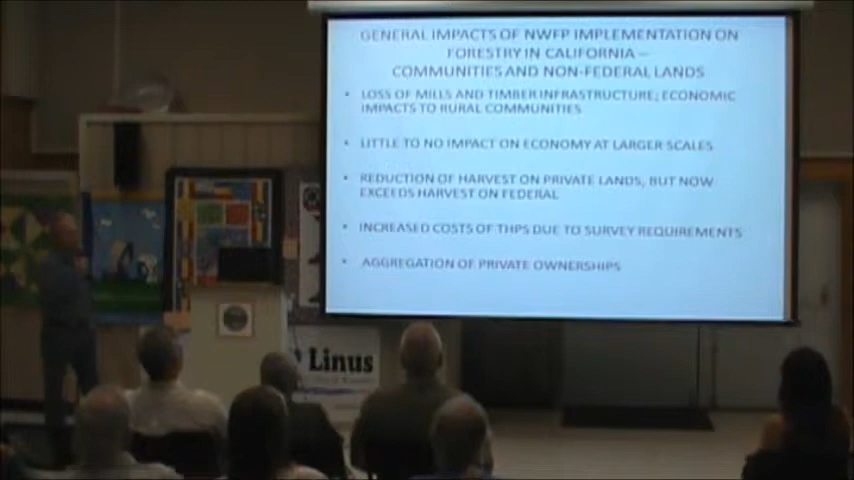 GENERAL IMPACTS OF NWFP IMPLEMENTATION ON
FORESTRY IN CALIFORNIA –
COMMUNITIES AND NON-FEDERAL LANDS
• LOSS OF MILLS AND TIMBER INFRASTRUCTURE; ECONOMIC
IMPACTS TO RURAL COMMUNITIES
• LITTLE TO NO IMPACT ON ECONOMY AT LARGER SCALES
• REDUCTION OF HARVEST ON PRIVATE LANDS, BUT NOW
EXCEEDS HARVEST ON FEDERAL
• INCREASED COSTS OF THPS DUE TO SURVEY REQUIREMENTS
• AGGREGATION OF PRIVATE OWNERSHIPS
Linus